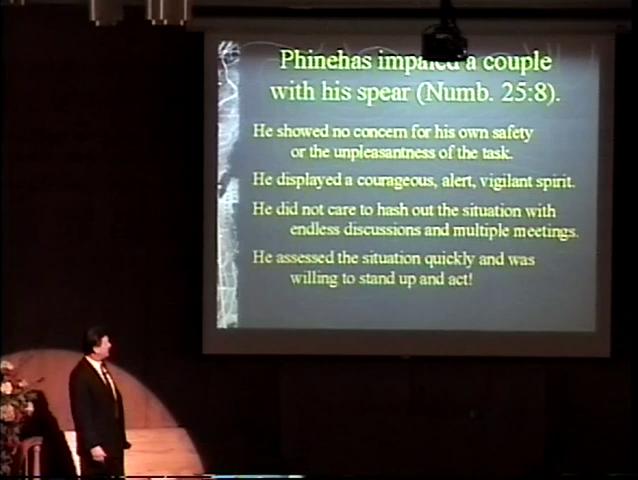 Phinehas impaled a couple
with his spear (Numb. 25:8).
He showed no concern for his own safety
or the unpleasantness of the task.
He displayed a courageous, alert, vigilant spirit.
He did not care to hash out the situation with
endless discussions and multiple meetings.
He assessed the situation quickly and was
willing to stand up and act!